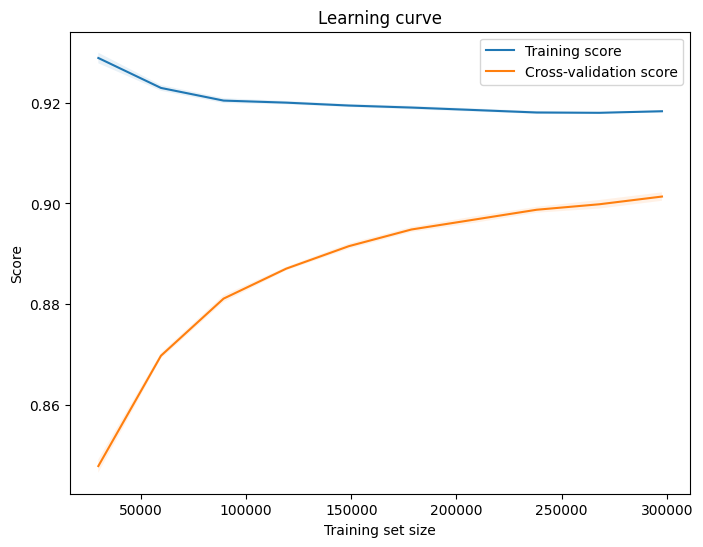 Learning curve
Training score
Cross-validation score
0.92
0.90
0.88
0.86
Score
50000 100000 150000 200000 250000 300000
Training set size